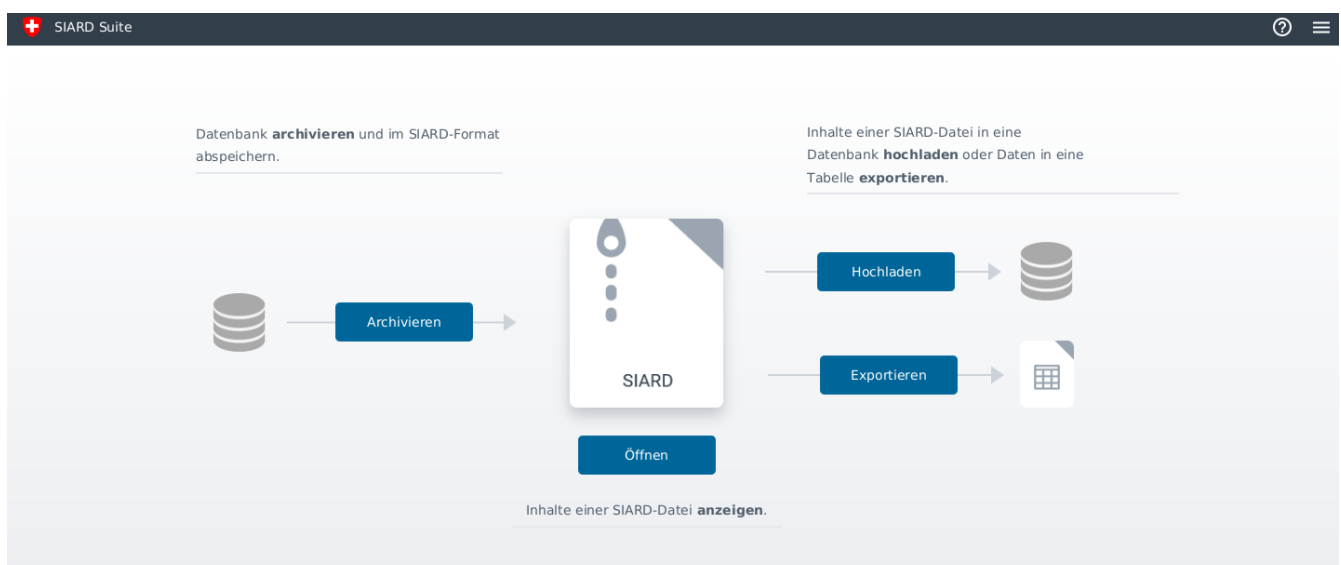 SIARD Suite
Datenbank archivieren und im SIARD-Format
abspeichern.
Inhalte einer SIARD-Datei in eine
Datenbank hochladen oder Daten in eine
Tabelle exportieren.
Archivieren
SIARD
Hochladen
Exportieren
Öffnen
Inhalte einer SIARD-Datei anzeigen.